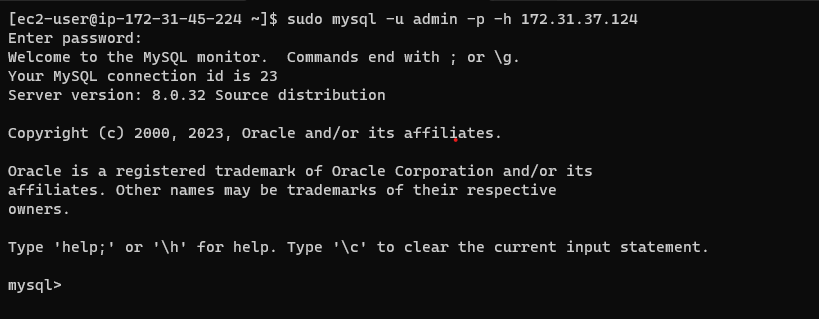 [ec2-user@ip-172-31-45-224 ~]$ sudo mysql -u admin -p -h 172.31.37.124
Enter password:
Welcome to the MySQL monitor.  Commands end with ; or \g.
Your MySQL connection id is 23
Server version: 8.0.32 Source distribution
Copyright (c) 2000, 2023, Oracle and/or its affiliates.
Oracle is a registered trademark of Oracle Corporation and/or its
affiliates. Other names may be trademarks of their respective
owners.
Type 'help;' or '\h' for help. Type '\c' to clear the current input statement.
mysql>